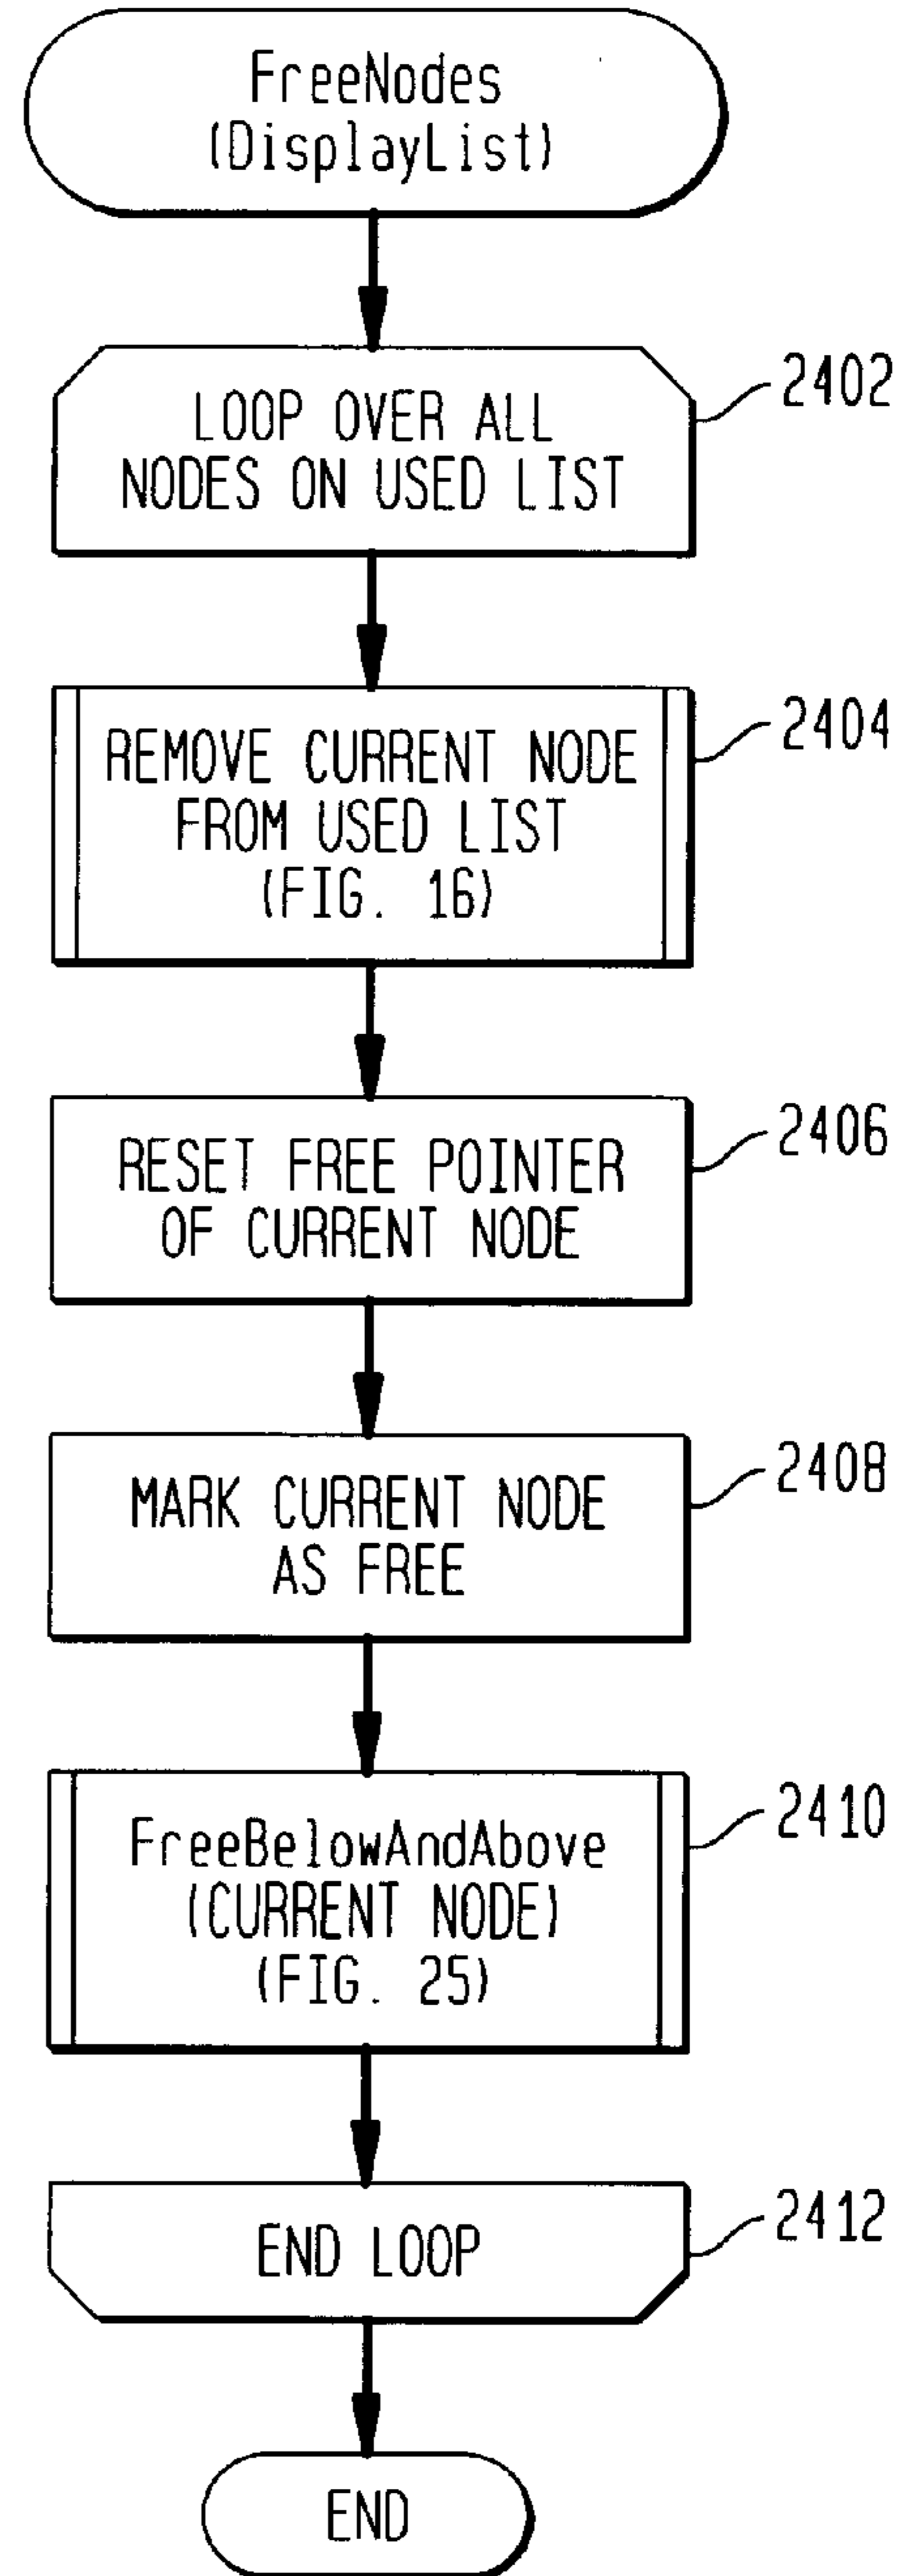 FreeNodes
(DisplayList)
LOOP OVER ALL
NODES ON USED LIST
2402
REMOVE CURRENT NODE
FROM USED LIST
(FIG. 16)
2404
RESET FREE POINTER
OF CURRENT NODE
2406
MARK CURRENT NODE
AS FREE
2408
FreeBelowAndAbove
(CURRENT NODE)
(FIG. 25)
2410
END LOOP
2412
END